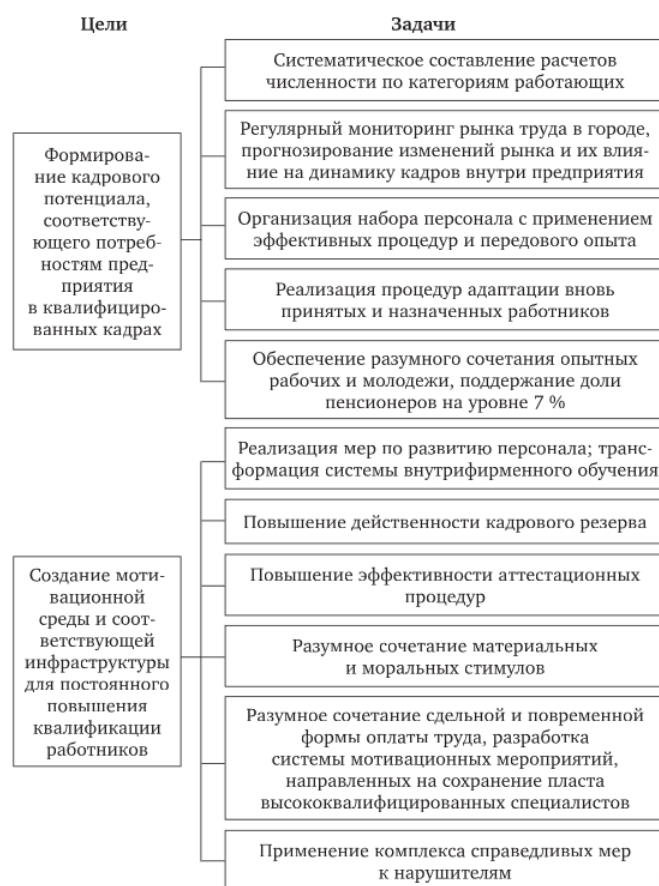 Цели
Задачи
Формирова-
ние кадрового
потенциала,
соответству-
ющего потреб-
ностям пред-
приятия
в квалифициро-
ванных кадрах
Систематическое составление расчетов
численности по категориям работающих
Регулярный мониторинг рынка труда в городе,
прогнозирование изменений рынка и их влия-
ние на динамику кадров внутри предприятия
Организация набора персонала с применением
эффективных процедур и передового опыта
Реализация процедур адаптации вновь
принятых и назначенных работников
Обеспечение разумного сочетания опытных
рабочих и молодежи, поддержание доли
пенсионеров на уровне 7 %
Создание моти-
вационной
среды и соот-
ветствующей
инфраструктуры
для постоянного
повышения
квалификации
работников
Реализация мер по развитию персонала; транс-
формация системы внутрифирменного обучения
Повышение действенности кадрового резерва
Повышение эффективности аттестационных
процедур
Разумное сочетание материальных
и моральных стимулов
Разумное сочетание сдельной и повременной
формы оплаты труда, разработка
системы мотивационных мероприятий,
направленных на сохранение пласта
высококвалифицированных специалистов
Применение комплекса справедливых мер
к нарушителям